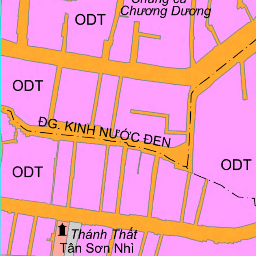 Chung cư
Chương Dương
ODT
ODT
ĐG. KINH NƯỚC ĐEN
ODT
ODT
Thánh Thất
Tân Sơn Nhì